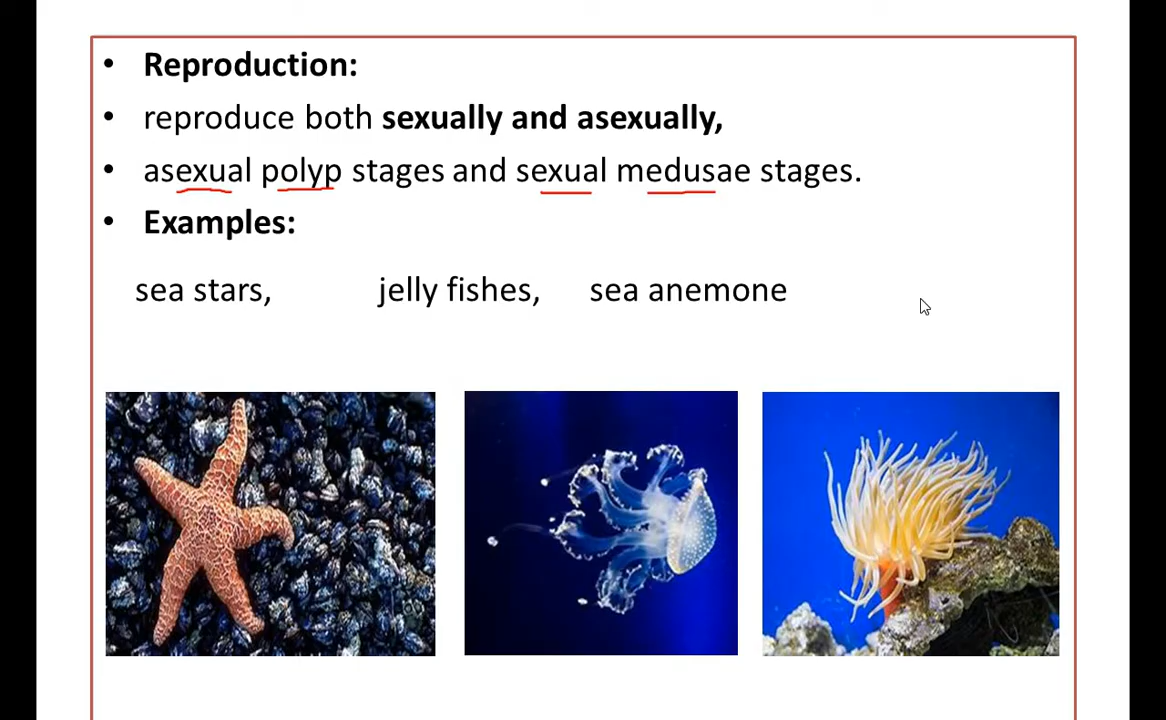 • Reproduction:
• reproduce both sexually and asexually,
• asexual polyp stages and sexual medusae stages.
• Examples:
sea stars, jelly fishes, sea anemone